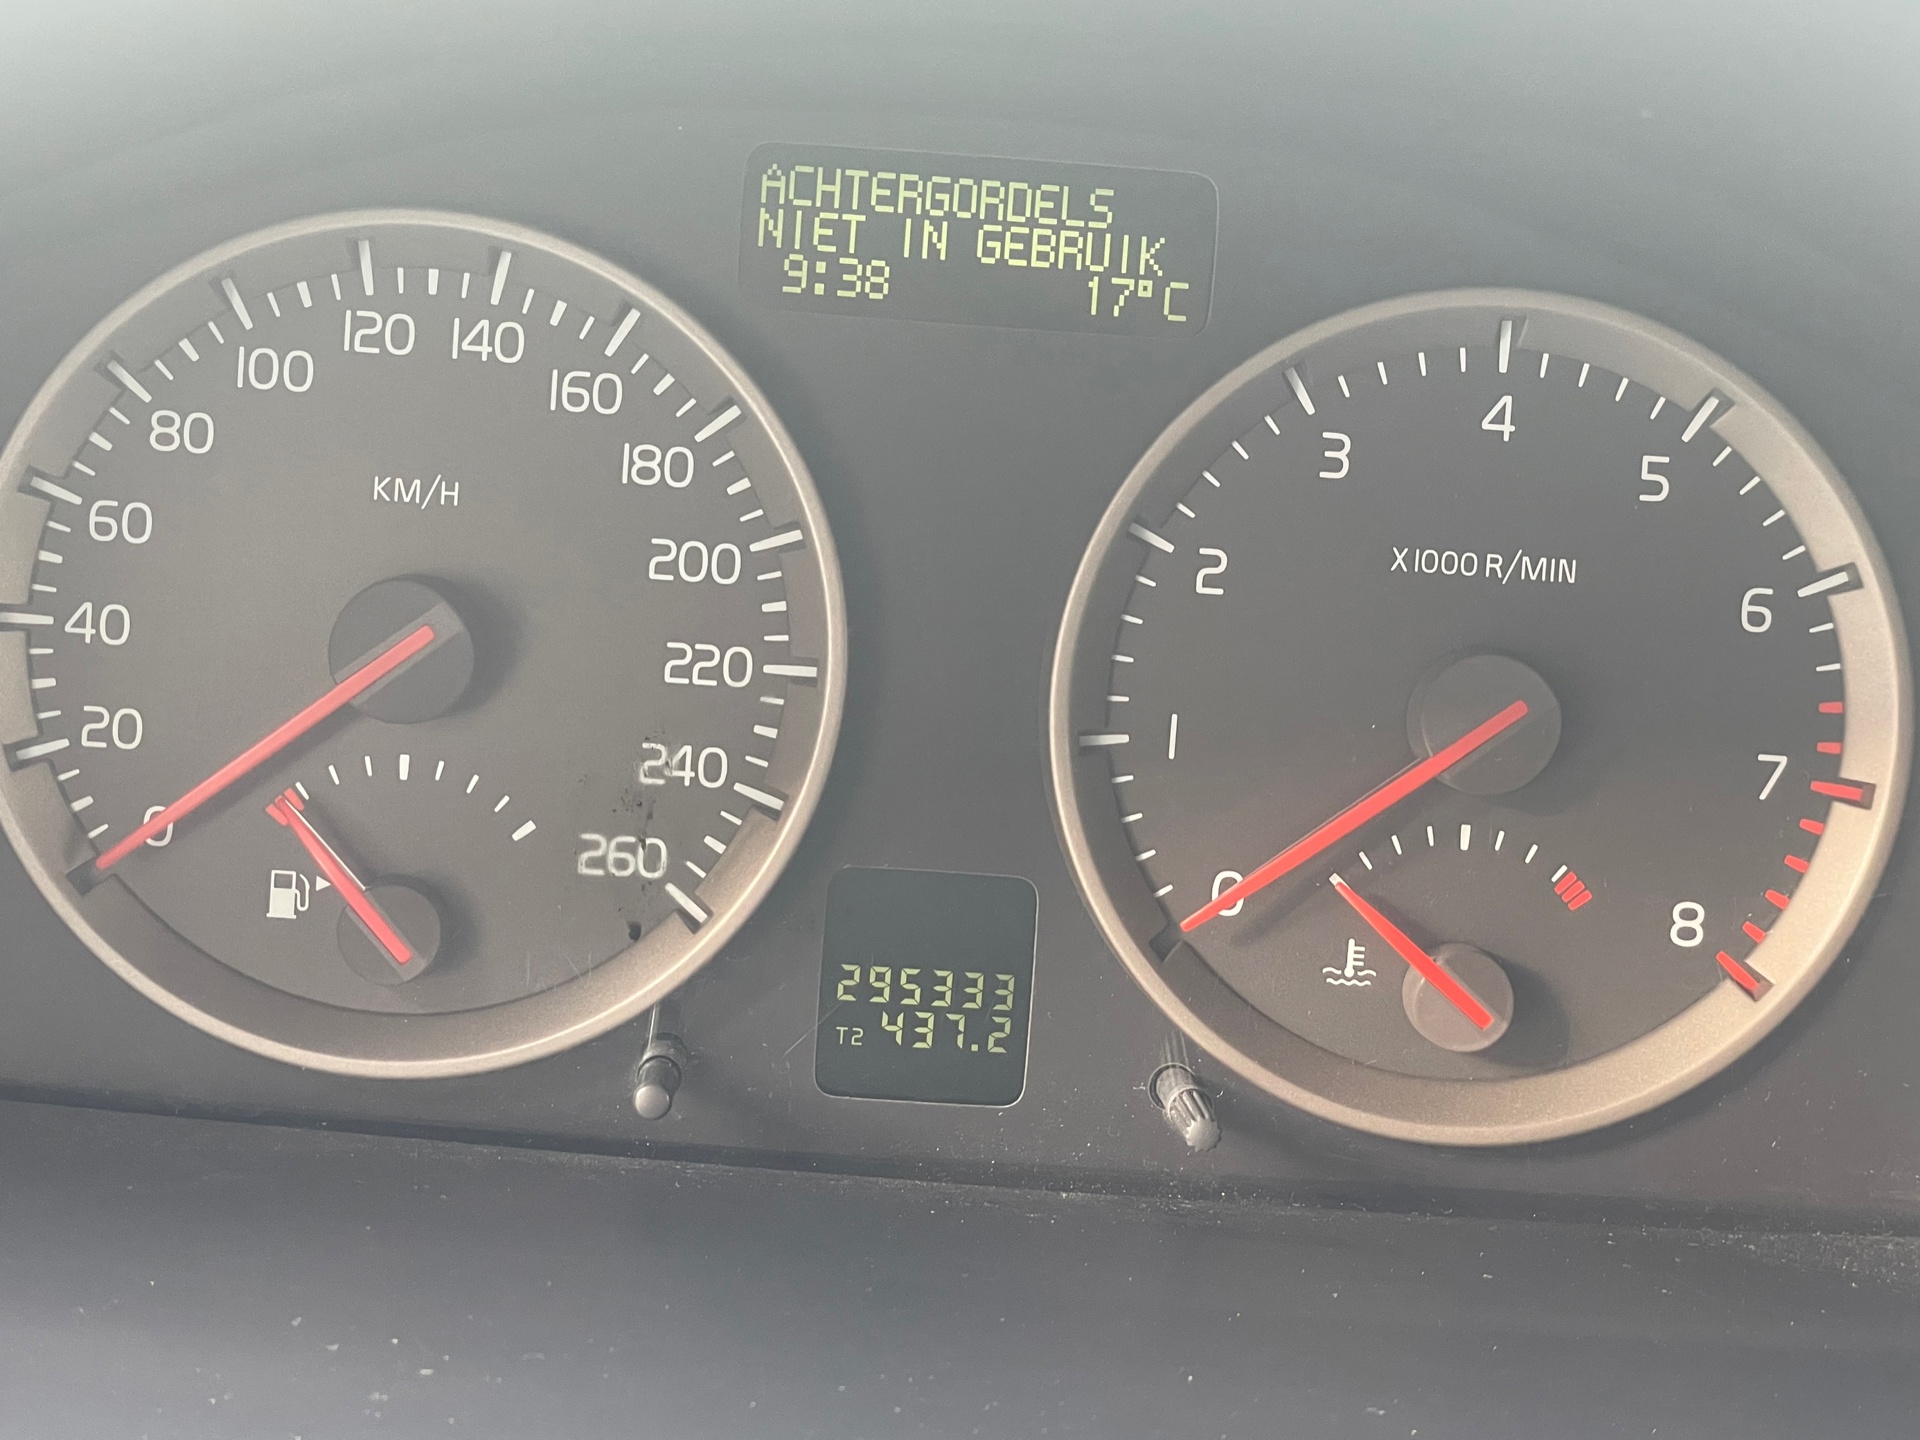 ACHTERGORDELS
NIET IN GEBRUIK
9:38 17°C
0 20 40 60 80 100 120 140 160 180 200 220 240 260
KM/H
0 1 2 3 4 5 6 7 8
X1000 R/MIN
295333
T2 437.2